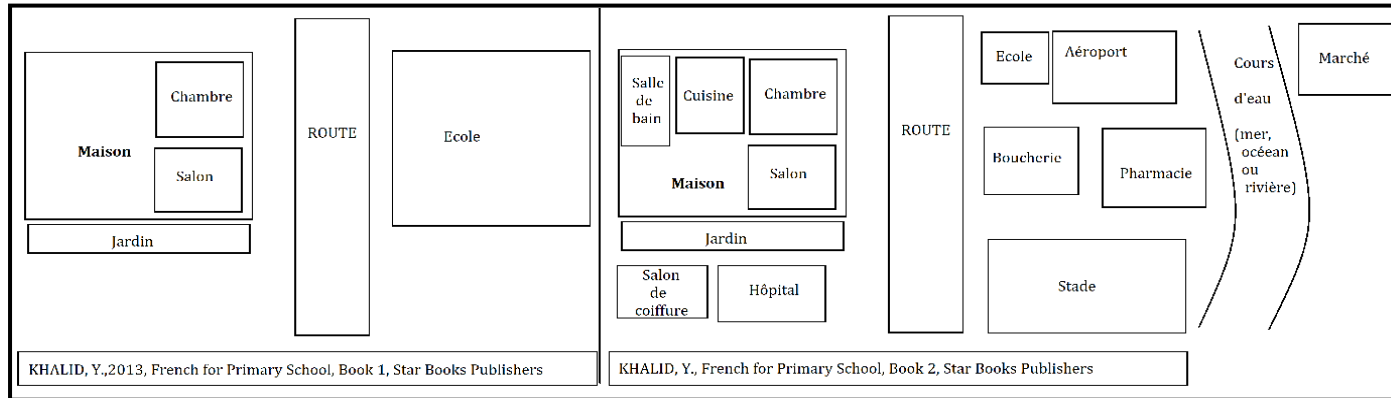 Chambre
Maison
Salon
Jardin
ROUTE
Ecole
KHALID, Y.,2013, French for Primary School, Book 1, Star Books Publishers
Salle
de
bain
Cuisine
Chambre
Maison
Salon
Jardin
Salon
de
coiffure
Hôpital
ROUTE
Ecole
Aéroport
Boucherie
Pharmacie
Stade
Cours
d'eau
(mer,
océean
ou
rivière)
Marché
KHALID, Y., French for Primary School, Book 2, Star Books Publishers